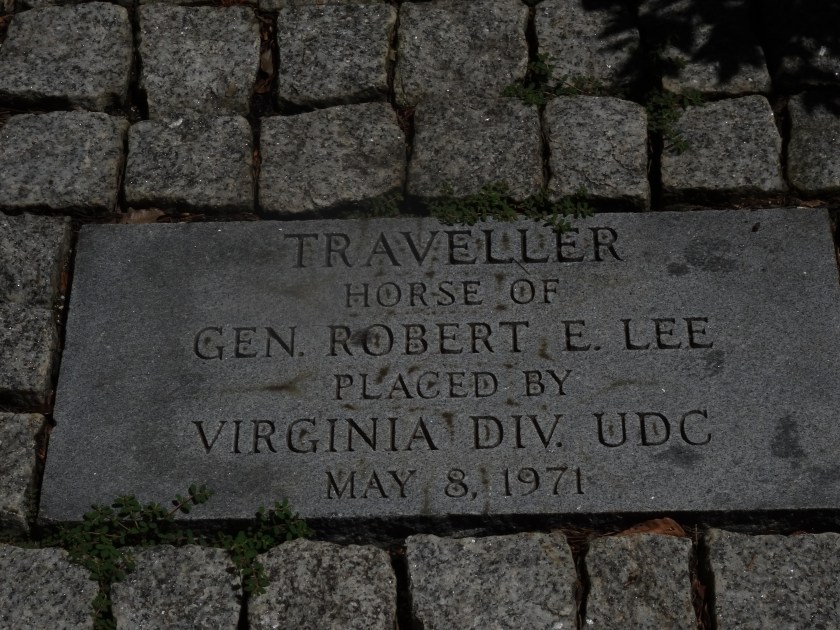 TRAVELLER
HORSE OF
GEN. ROBERT E. LEE
PLACED BY
VIRGINIA DIV. UDC
MAY 8, 1971